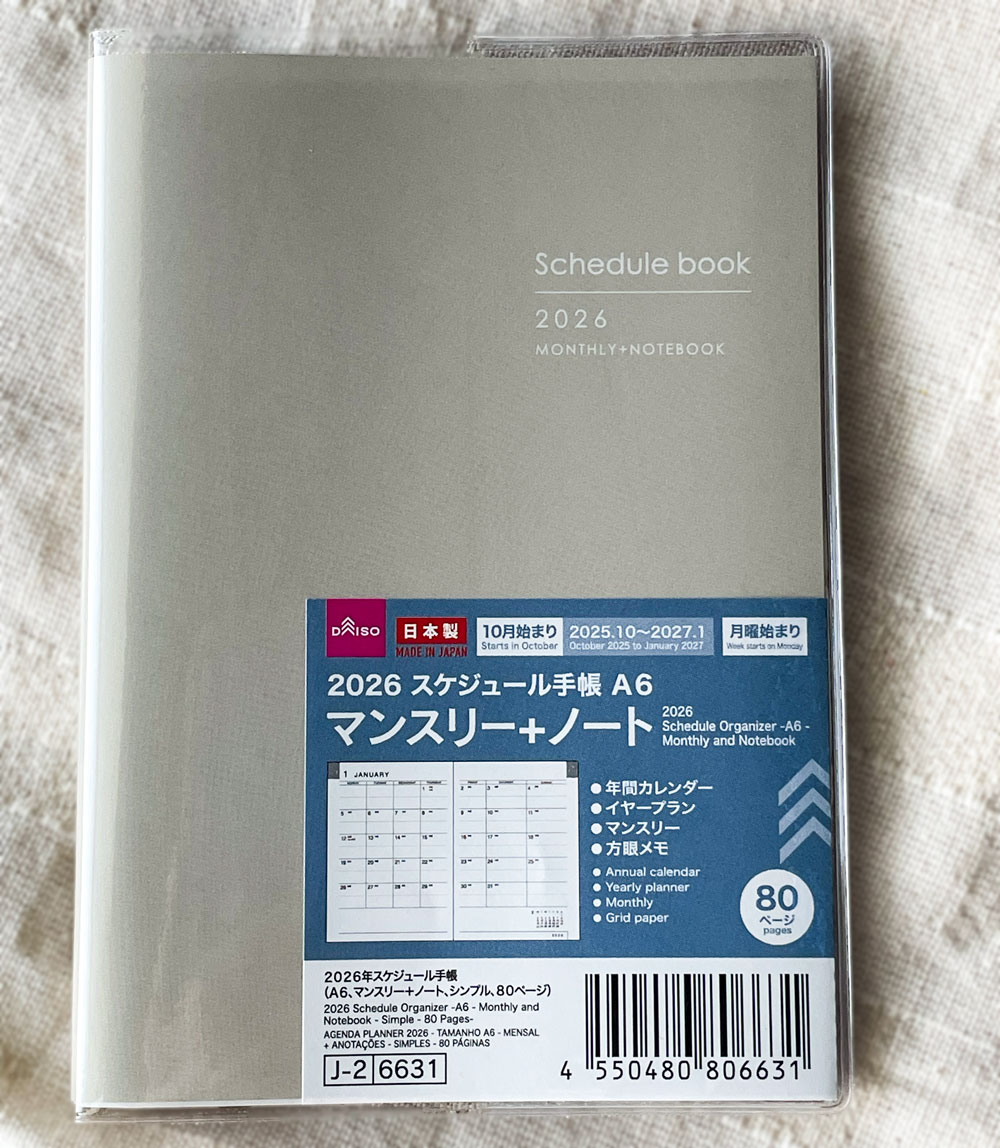 Schedule book
2026
MONTHLY+NOTEBOOK
DAISO
日本製
MADE IN JAPAN
10月始まり
Starts in October
2025.10〜2027.1
October 2025 to January 2027
月曜始まり
Week starts on Monday
2026 スケジュール手帳 A6
マンスリー+ノート
2026
Schedule Organizer -A6 -
Monthly and Notebook
1 JANUARY
●年間カレンダー
●イヤープラン
●マンスリー
●方眼メモ
● Annual calendar
● Yearly planner
● Monthly
● Grid paper
80
ページ
pages
2026年スケジュール手帳
(A6、マンスリー+ノート、シンプル、80ページ)
2026 Schedule Organizer -A6 - Monthly and
Notebook - Simple - 80 Pages-
AGENDA PLANNER 2026 - TAMANHO A6 - MENSAL
+ ANOTAÇÕES - SIMPLES - 80 PÁGINAS
J-2 6631
4 550480 806631